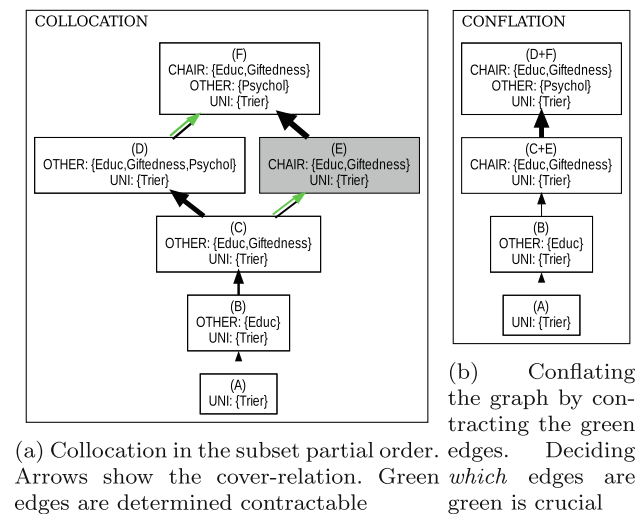 COLLOCATION
(F)
CHAIR: {Educ,Giftedness}
OTHER: {Psychol}
UNI: {Trier}
(D)
OTHER: {Educ,Giftedness,Psychol}
UNI: {Trier}
(E)
CHAIR: {Educ,Giftedness}
UNI: {Trier}
(C)
OTHER: {Educ,Giftedness}
UNI: {Trier}
(B)
OTHER: {Educ}
UNI: {Trier}
(A)
UNI: {Trier}
(a) Collocation in the subset partial order.
Arrows show the cover-relation. Green
edges are determined contractable
CONFLATION
(D+F)
CHAIR: {Educ,Giftedness}
OTHER: {Psychol}
UNI: {Trier}
(C+E)
CHAIR: {Educ,Giftedness}
UNI: {Trier}
(B)
OTHER: {Educ}
UNI: {Trier}
(A)
UNI: {Trier}
(b) Conflating
the graph by con-
tracting the green
edges. Deciding
which edges are
green is crucial